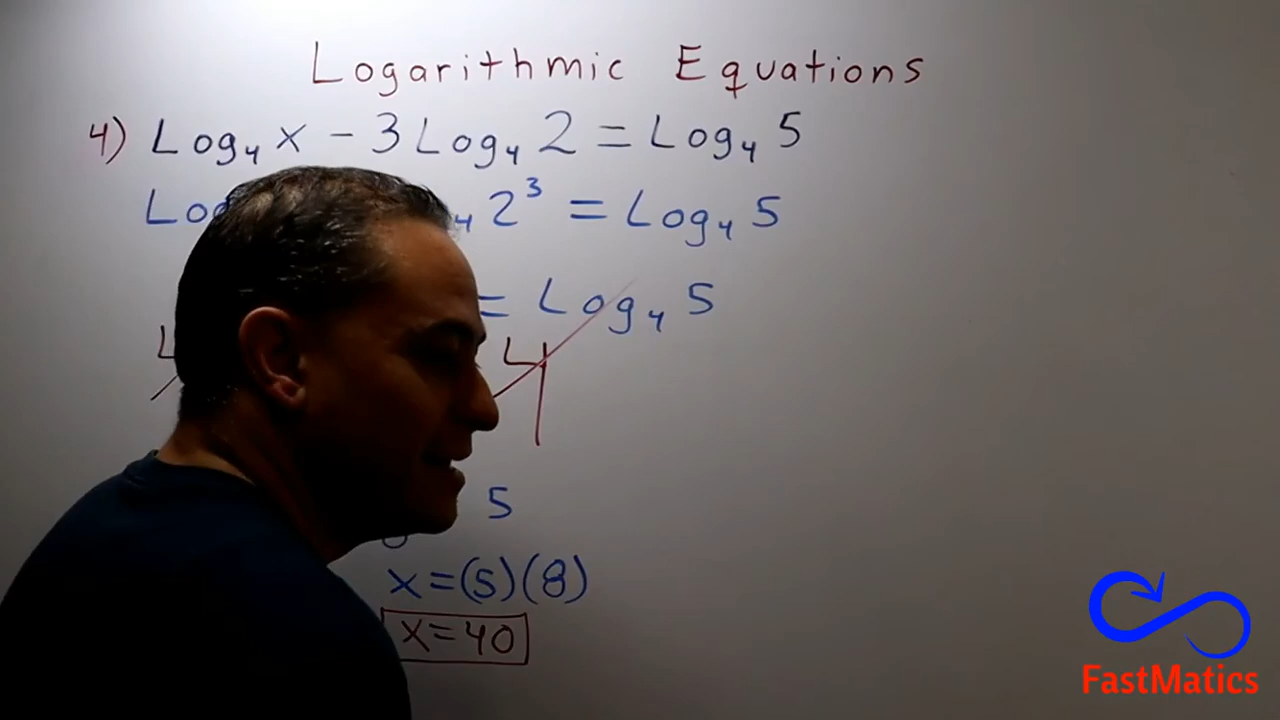 Logarithmic Equations
4) Log₄ x - 3 Log₄ 2 = Log₄ 5
₄ 2³ = Log₄ 5
= Log₄ 5
4
5
x = (5)(8)
x = 40
FastMatics